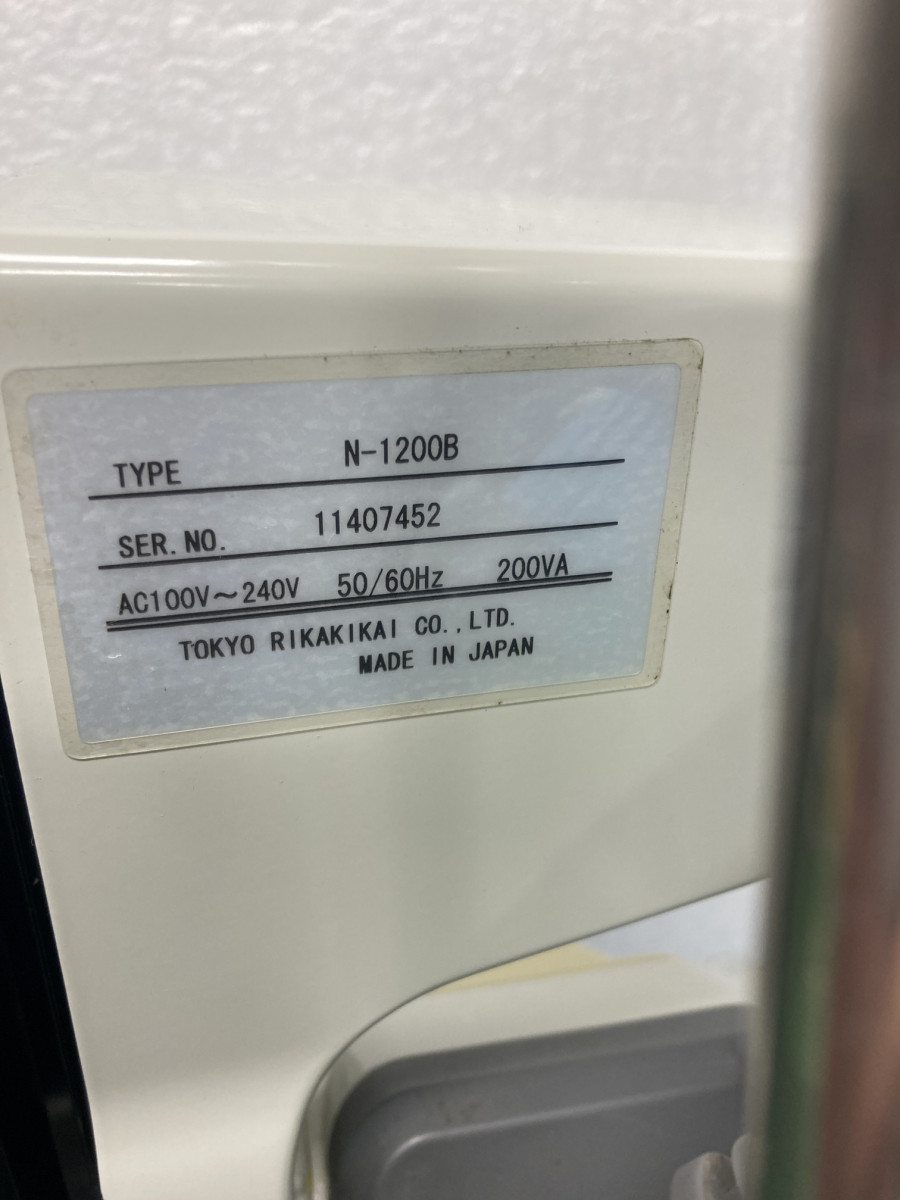 TYPE N-1200B
SER. NO. 11407452
AC100V～240V 50/60Hz 200VA
TOKYO RIKAKIKAI CO.,LTD.
MADE IN JAPAN